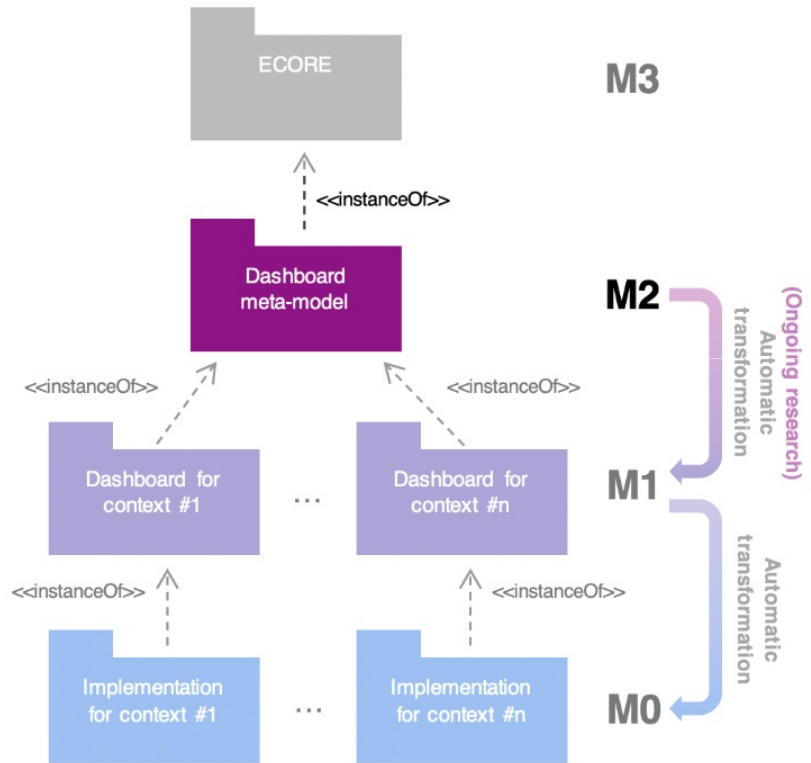 ECORE
M3
<<instanceOf>>
Dashboard
meta-model
M2
(Ongoing research)
Automatic
transformation
<<instanceOf>>
<<instanceOf>>
Dashboard for
context #1
...
Dashboard for
context #n
M1
<<instanceOf>>
<<instanceOf>>
Automatic
transformation
Implementation
for context #1
...
Implementation
for context #n
M0